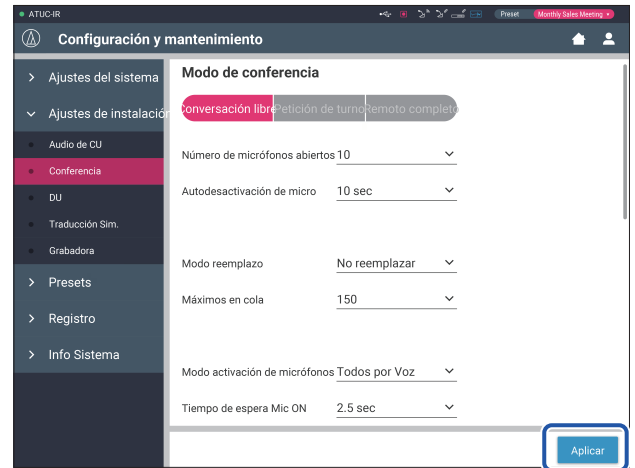 ATUC-IR
Preset Monthly Sales Meeting
Configuración y mantenimiento
Ajustes del sistema
Ajustes de instalación
Audio de CU
Conferencia
DU
Traducción Sim.
Grabadora
Presets
Registro
Info Sistema
Modo de conferencia
Conversación libre Petición de turno Remoto completo
Número de micrófonos abiertos 10
Autodesactivación de micro 10 sec
Modo reemplazo No reemplazar
Máximos en cola 150
Modo activación de micrófonos Todos por Voz
Tiempo de espera Mic ON 2.5 sec
Aplicar